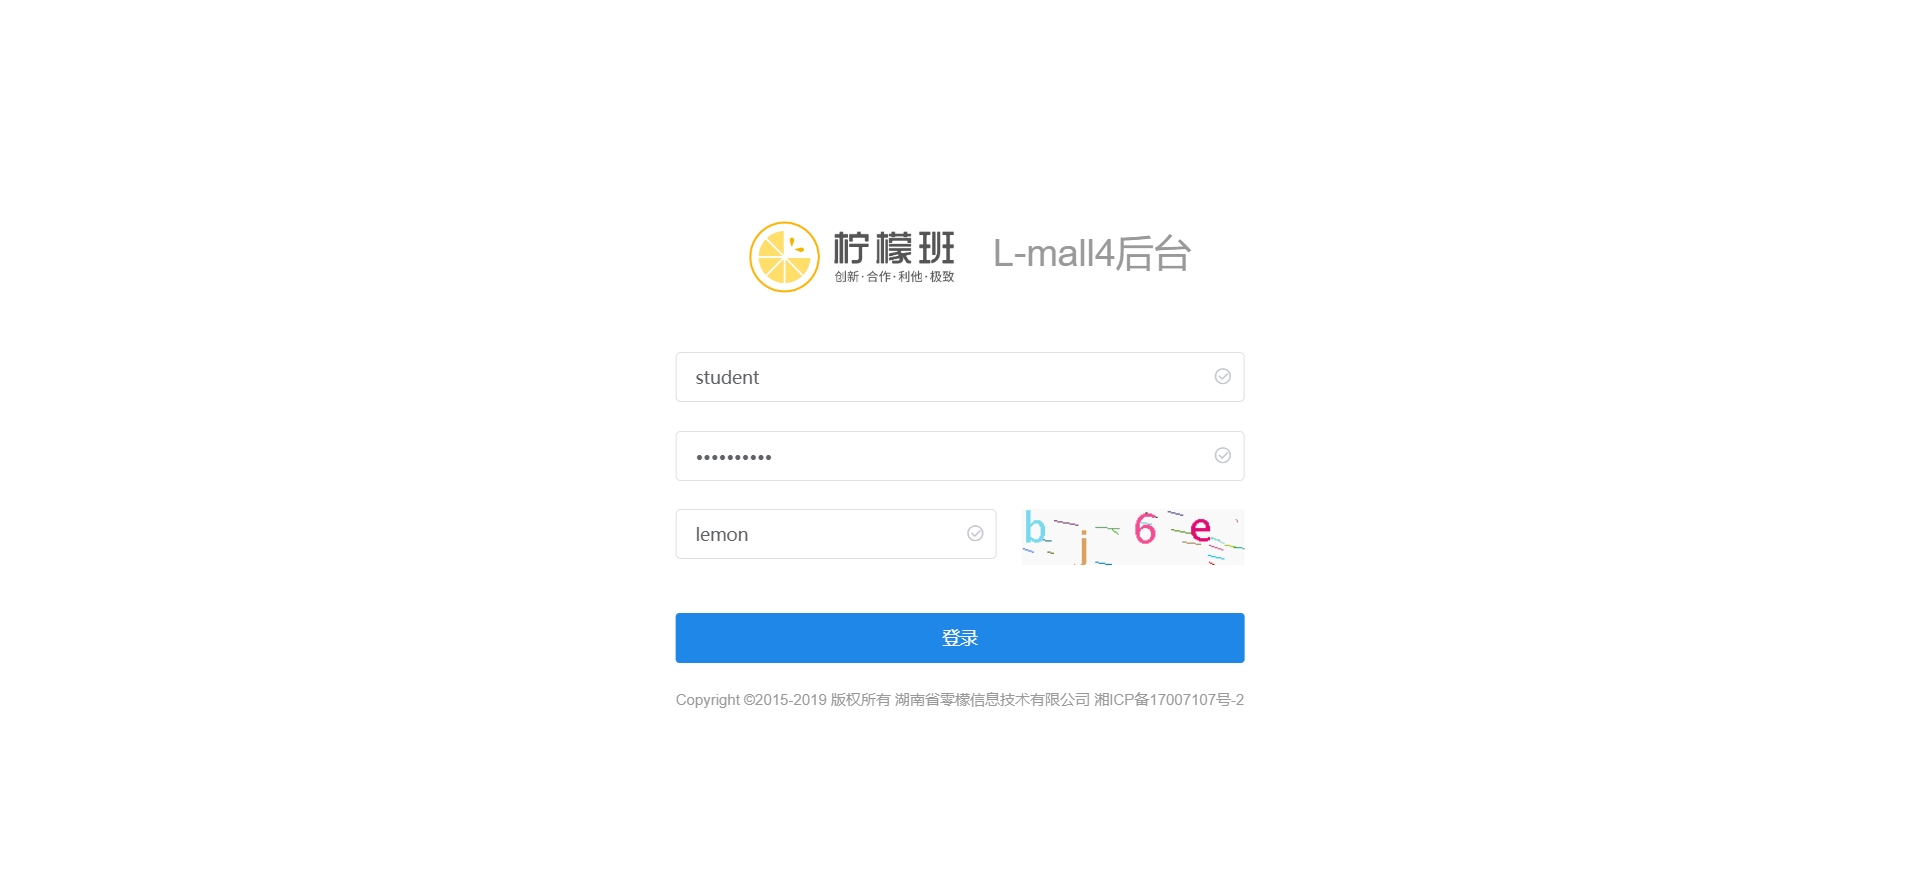 柠檬班
创新·合作·利他·极致
L-mall4后台
student
••••••••••
lemon
bj6e
登录
Copyright ©2015-2019 版权所有 湖南省零檬信息技术有限公司 湘ICP备17007107号-2